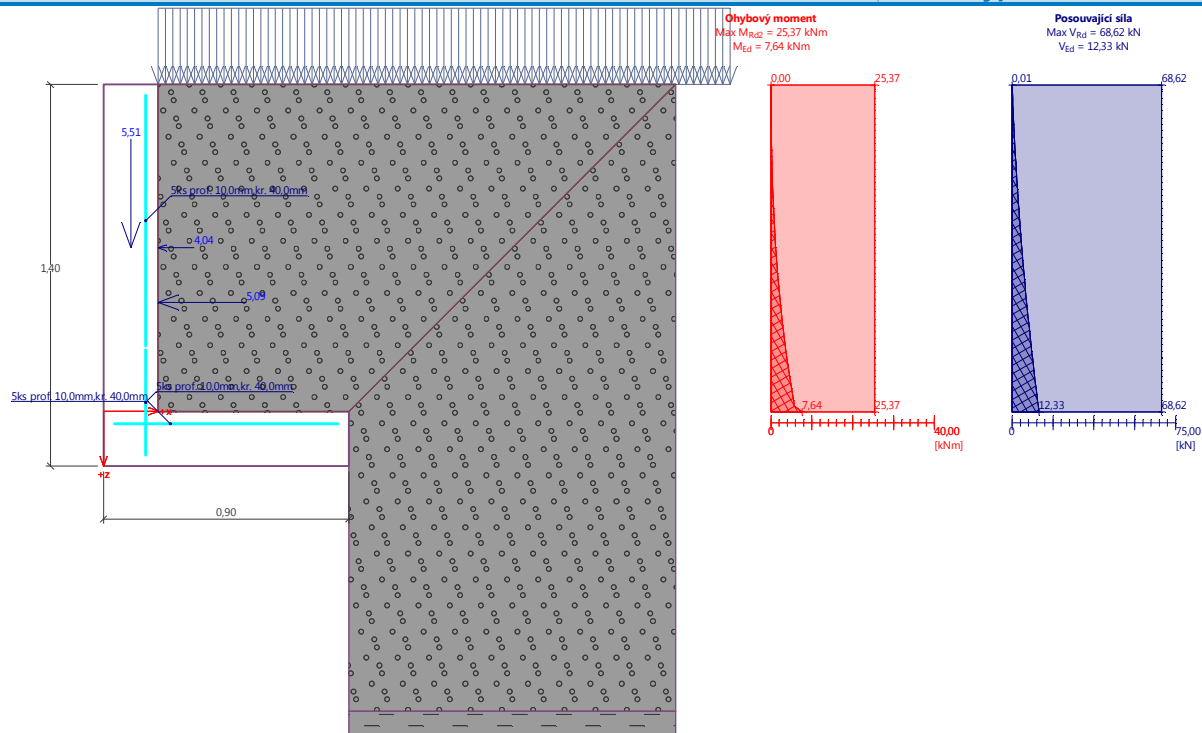 Ohybový moment
Max MRd2 = 25,37 kNm
MEd = 7,64 kNm
Posouvající síla
Max VRd = 68,62 kN
VEd = 12,33 kN
0,00
25,37
0,01
68,62
5,51
5ks prof. 10,0mm,kr. 40,0mm
4,04
1,40
5,09
5ks prof. 10,0mm,kr. 40,0mm
5ks prof. 10,0mm,kr. 40,0mm
+x
7,64
25,37
12,33
68,62
0
40,00
[kNm]
0
75,00
[kN]
+z
0,90